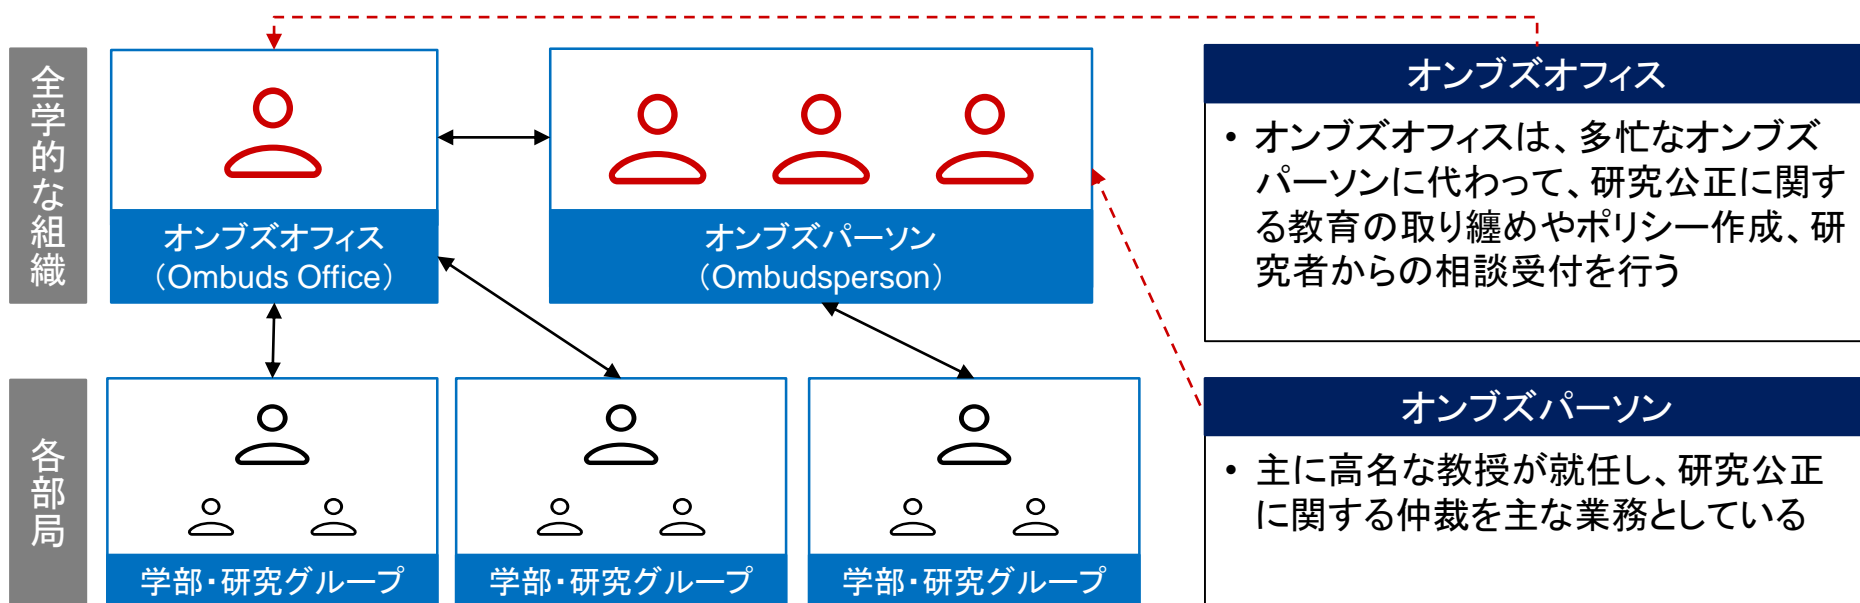 全学的な組織
オンブズオフィス
（Ombuds Office）
オンブズパーソン
（Ombudsperson）
各部局
学部・研究グループ
学部・研究グループ
学部・研究グループ
オンブズオフィス
• オンブズオフィスは、多忙なオンブズ
パーソンに代わって、研究公正に関す
る教育の取り纏めやポリシー作成、研
究者からの相談受付を行う
オンブズパーソン
• 主に高名な教授が就任し、研究公正
に関する仲裁を主な業務としている